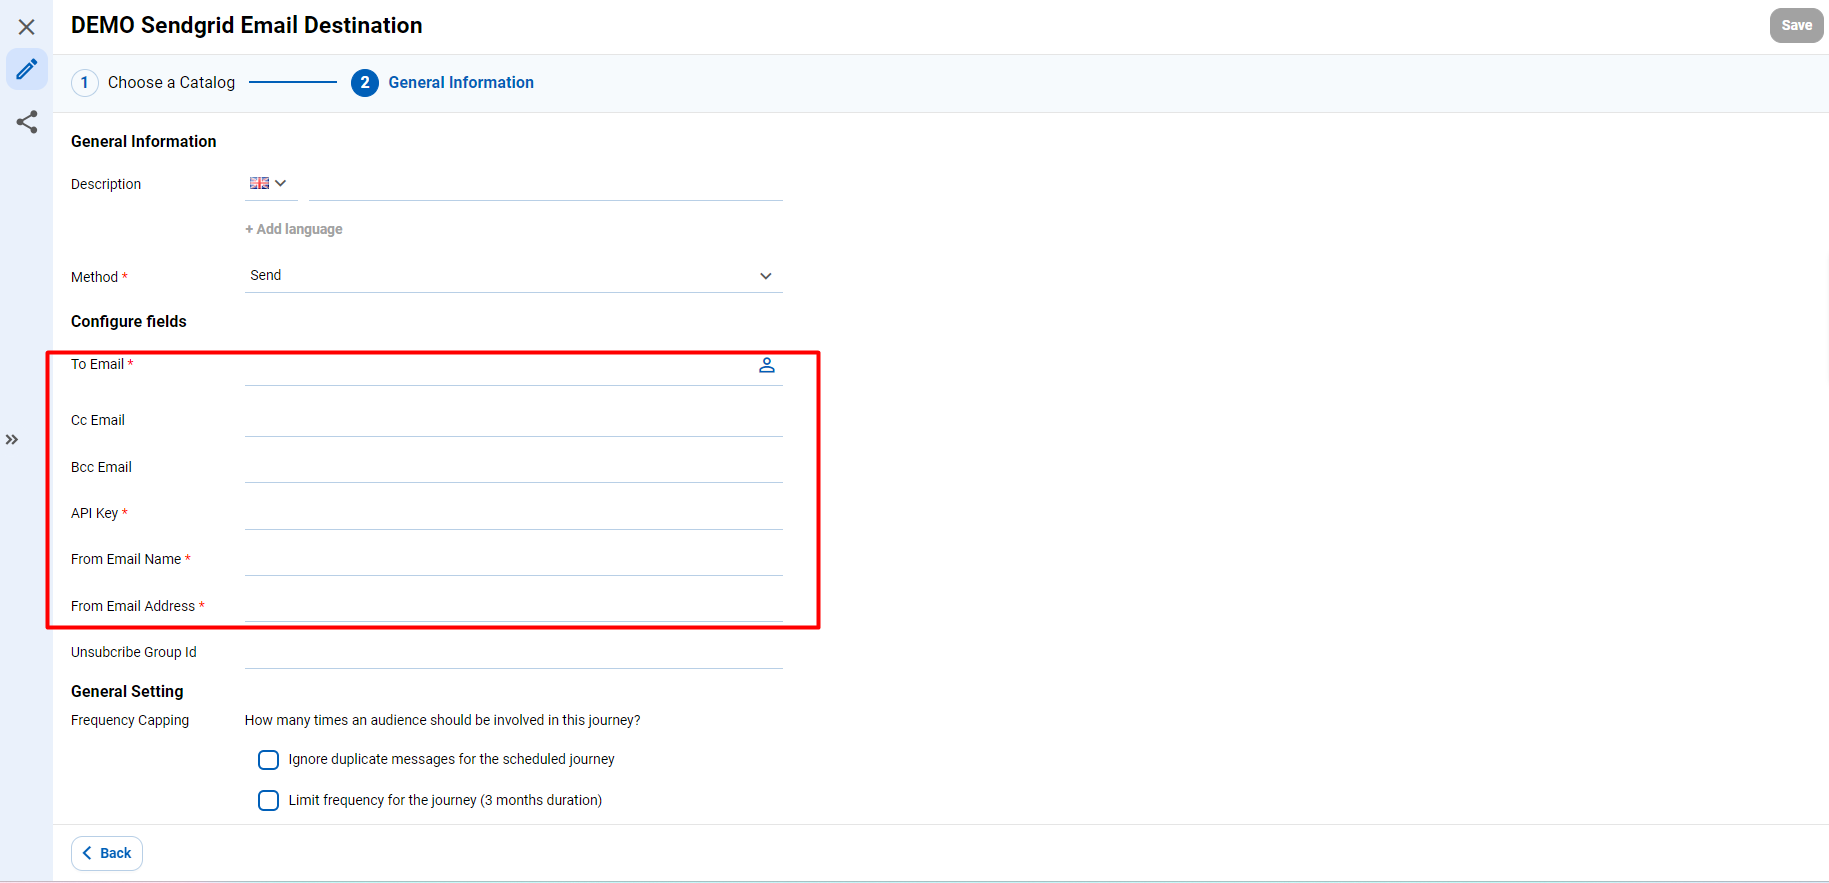 DEMO Sendgrid Email Destination
Save
1 Choose a Catalog 2 General Information
General Information
Description
+ Add language
Method * Send
Configure fields
To Email *
Cc Email
Bcc Email
API Key *
From Email Name *
From Email Address *
Unsubcribe Group Id
General Setting
Frequency Capping How many times an audience should be involved in this journey?
Ignore duplicate messages for the scheduled journey
Limit frequency for the journey (3 months duration)
Back